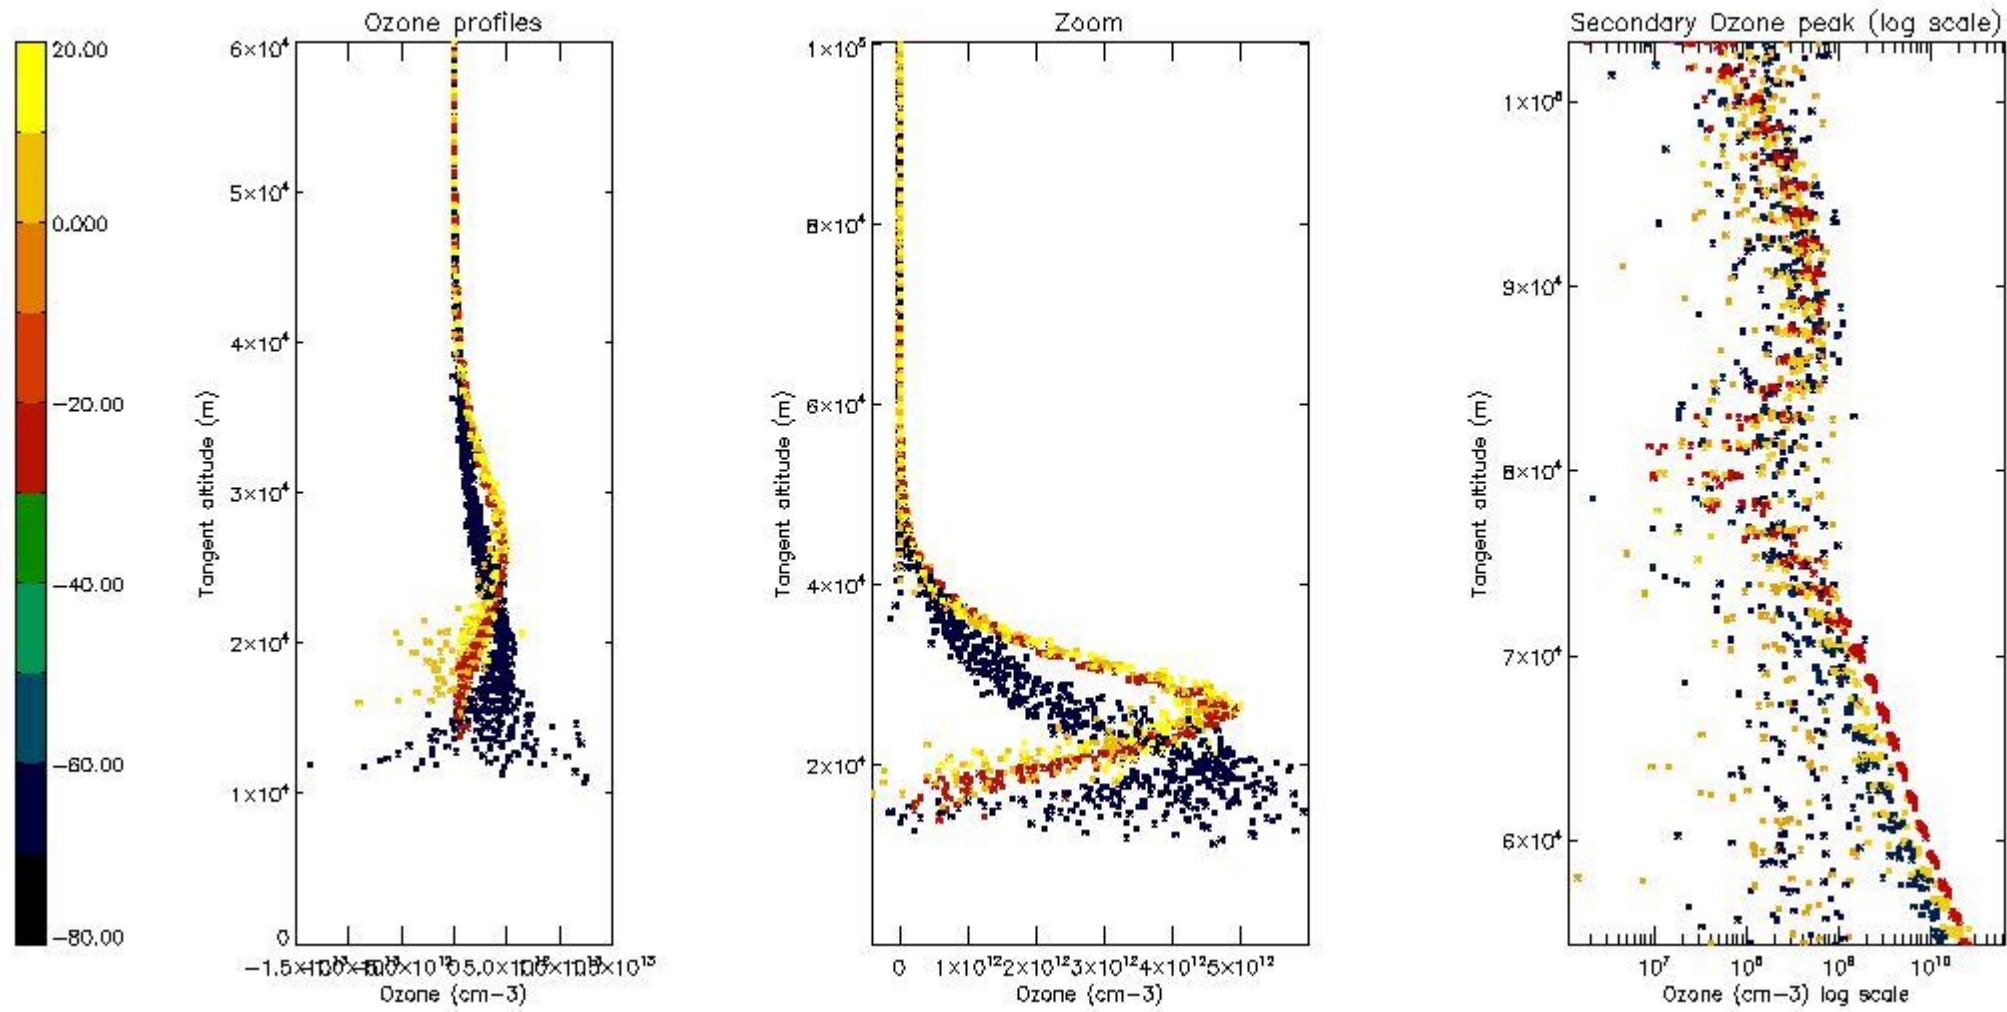 Ozone profiles
Zoom
Secondary Ozone peak (log scale)
20.00
0.000
−20.00
−40.00
−60.00
−80.00
6×10⁴
5×10⁴
4×10⁴
3×10⁴
2×10⁴
1×10⁴
0
Tangent altitude (m)
Ozone (cm−3)
1×10⁵
8×10⁴
6×10⁴
4×10⁴
2×10⁴
Tangent altitude (m)
0 1×10¹² 2×10¹² 3×10¹² 4×10¹² 5×10¹²
Ozone (cm−3)
1×10⁵
9×10⁴
8×10⁴
7×10⁴
6×10⁴
Tangent altitude (m)
10⁷ 10⁸ 10⁹ 10¹⁰
Ozone (cm−3) log scale